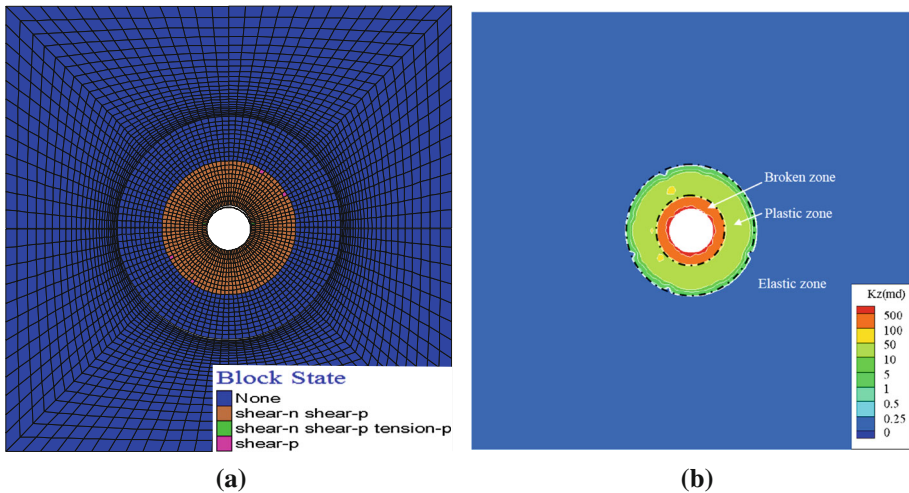 Block State
None
shear-n shear-p
shear-n shear-p tension-p
shear-p
(a)
Broken zone
Plastic zone
Elastic zone
Kz(md)
500
100
50
10
5
1
0.5
0.25
0
(b)